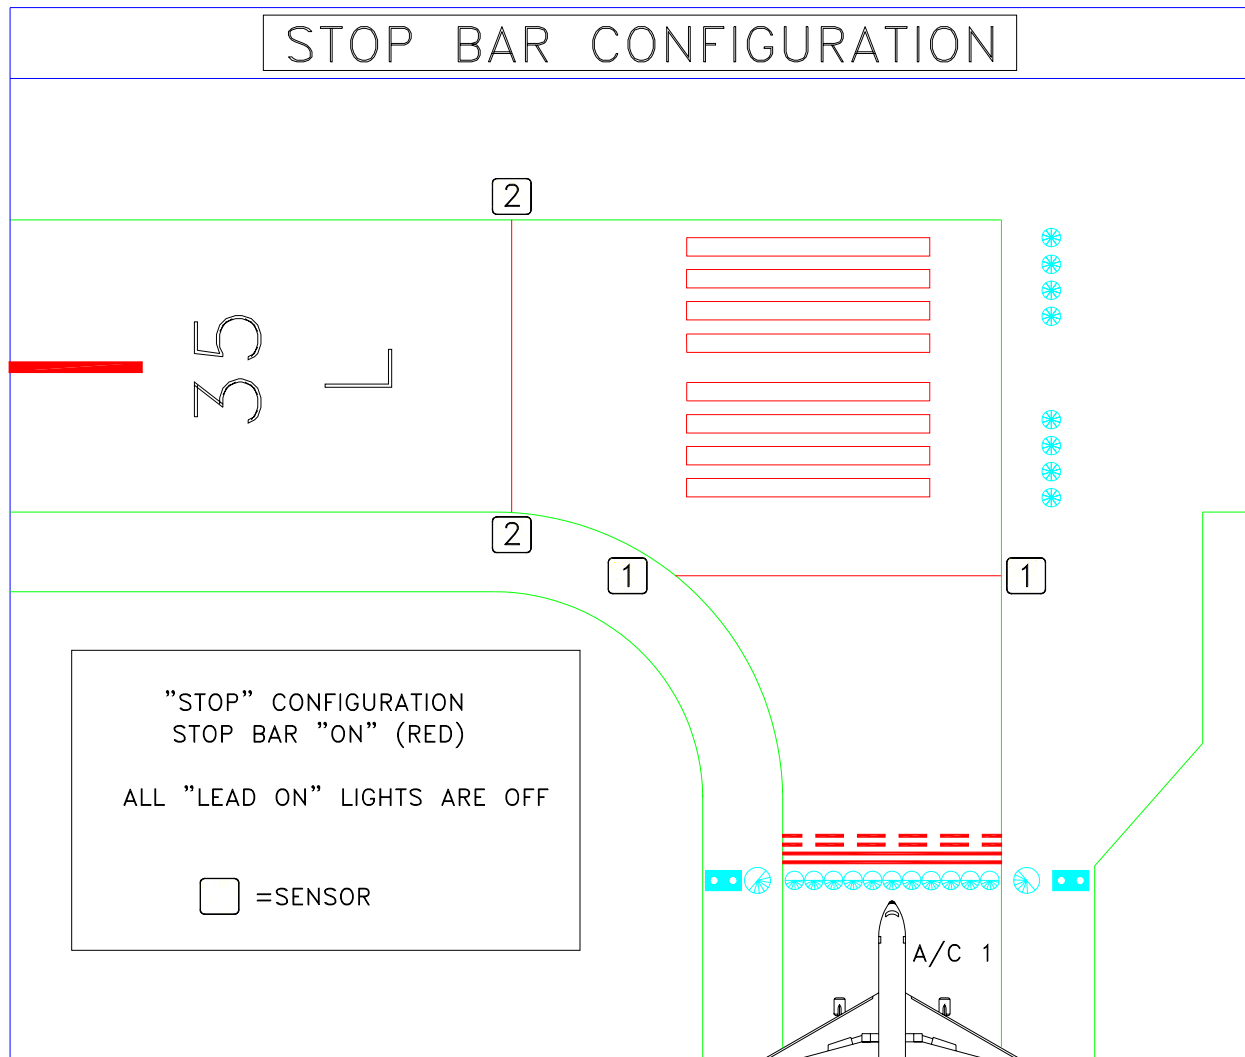 STOP BAR CONFIGURATION
2
35
L
2
1
1
"STOP" CONFIGURATION
STOP BAR "ON" (RED)
ALL "LEAD ON" LIGHTS ARE OFF
=SENSOR
A/C 1